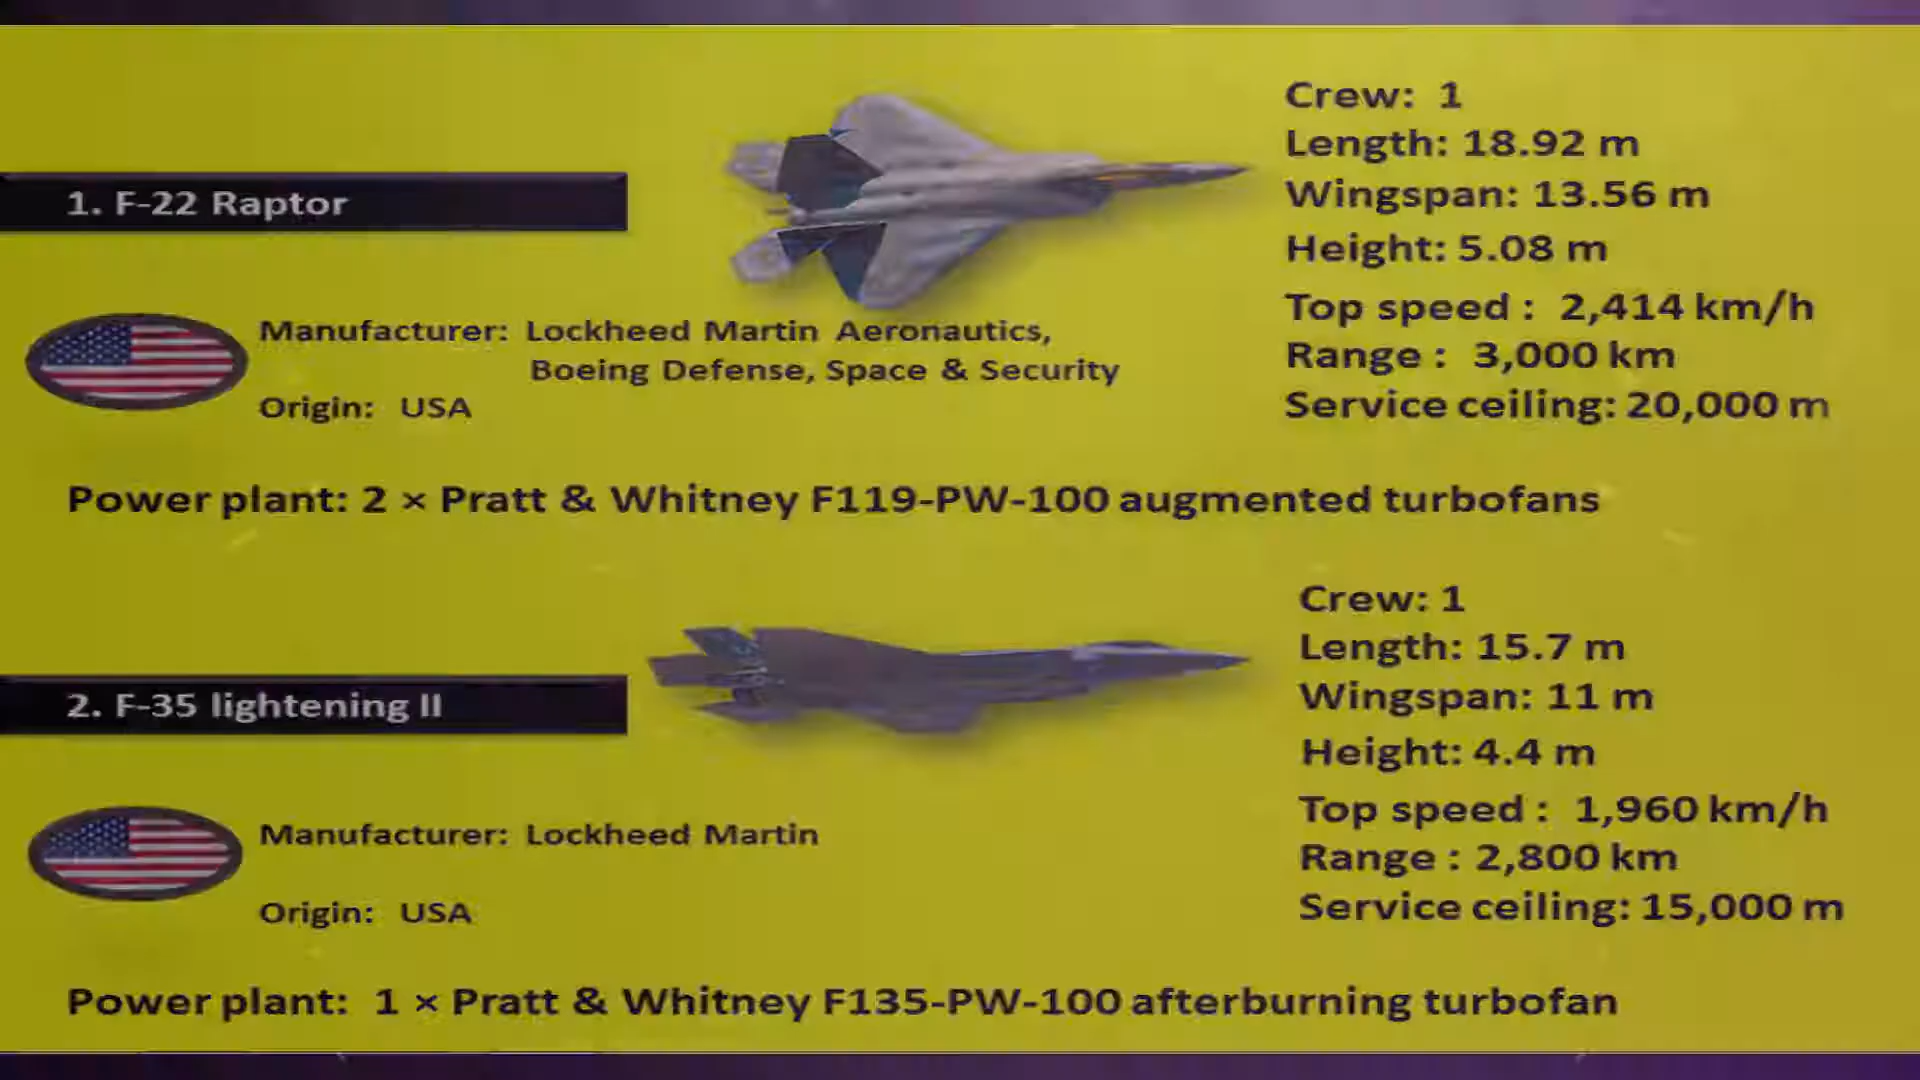 1. F-22 Raptor
Manufacturer: Lockheed Martin Aeronautics,
Boeing Defense, Space & Security
Origin: USA
Crew: 1
Length: 18.92 m
Wingspan: 13.56 m
Height: 5.08 m
Top speed : 2,414 km/h
Range : 3,000 km
Service ceiling: 20,000 m
Power plant: 2 × Pratt & Whitney F119-PW-100 augmented turbofans
2. F-35 lightening II
Manufacturer: Lockheed Martin
Origin: USA
Crew: 1
Length: 15.7 m
Wingspan: 11 m
Height: 4.4 m
Top speed : 1,960 km/h
Range : 2,800 km
Service ceiling: 15,000 m
Power plant: 1 × Pratt & Whitney F135-PW-100 afterburning turbofan